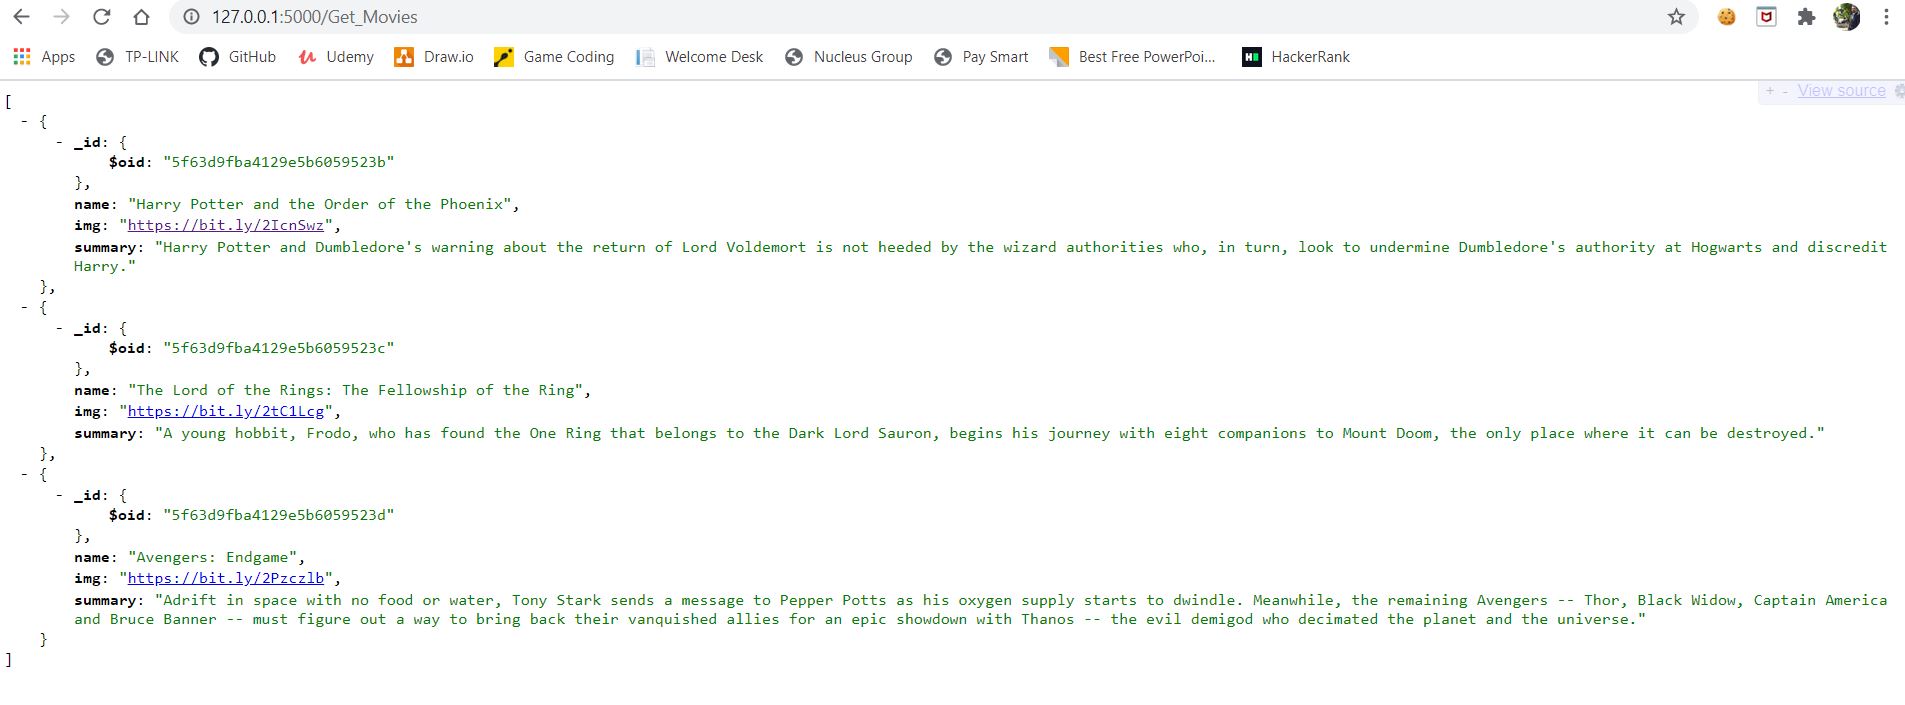 127.0.0.1:5000/Get_Movies
Apps TP-LINK GitHub Udemy Draw.io Game Coding Welcome Desk Nucleus Group Pay Smart Best Free PowerPoi... HackerRank
+ - View source
[
- {
- _id: {
$oid: "5f63d9fba4129e5b6059523b"
},
name: "Harry Potter and the Order of the Phoenix",
img: "https://bit.ly/2IcnSwz",
summary: "Harry Potter and Dumbledore's warning about the return of Lord Voldemort is not heeded by the wizard authorities who, in turn, look to undermine Dumbledore's authority at Hogwarts and discredit
Harry."
},
- {
- _id: {
$oid: "5f63d9fba4129e5b6059523c"
},
name: "The Lord of the Rings: The Fellowship of the Ring",
img: "https://bit.ly/2tC1Lcg",
summary: "A young hobbit, Frodo, who has found the One Ring that belongs to the Dark Lord Sauron, begins his journey with eight companions to Mount Doom, the only place where it can be destroyed."
},
- {
- _id: {
$oid: "5f63d9fba4129e5b6059523d"
},
name: "Avengers: Endgame",
img: "https://bit.ly/2Pzczlb",
summary: "Adrift in space with no food or water, Tony Stark sends a message to Pepper Potts as his oxygen supply starts to dwindle. Meanwhile, the remaining Avengers -- Thor, Black Widow, Captain America
and Bruce Banner -- must figure out a way to bring back their vanquished allies for an epic showdown with Thanos -- the evil demigod who decimated the planet and the universe."
}
]